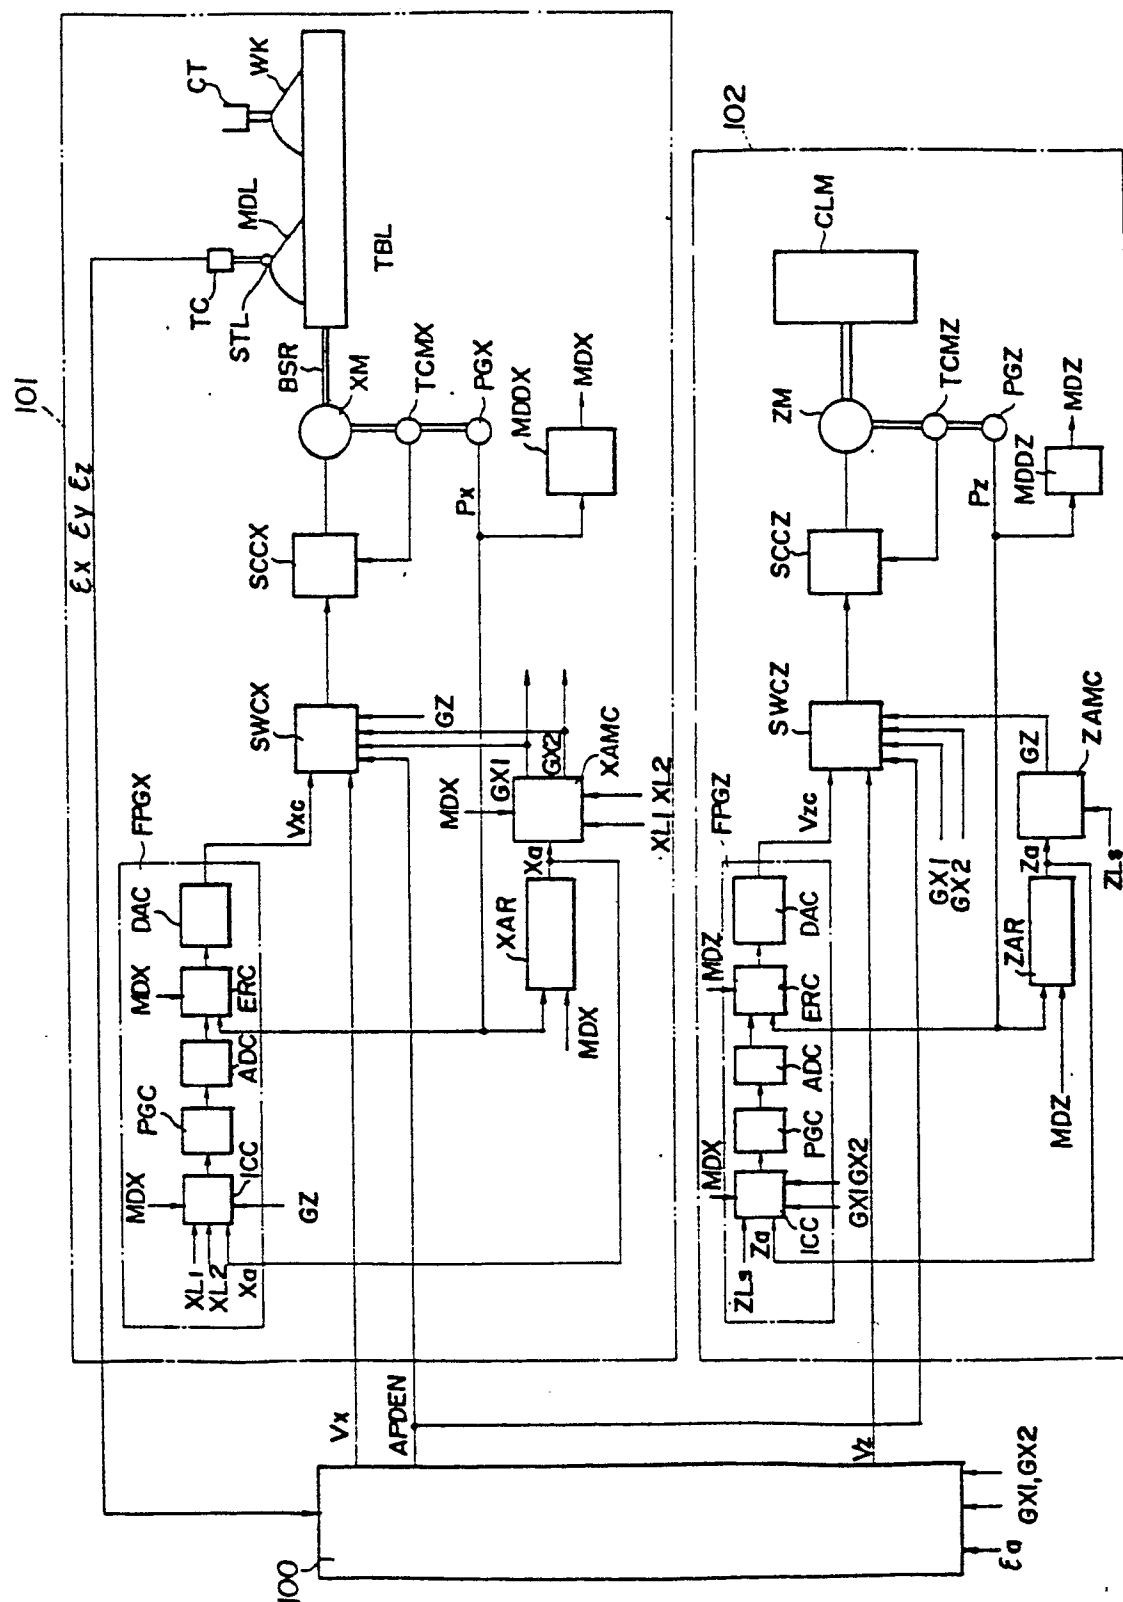 101
εx εy εz
TC
STL
MDL
CT
WK
TBL
BSR
XM
TCMX
PGX
Px
MDDX
MDX
SCCX
SWCX
GZ
GX1
GX2
XAMC
MDX
XL1 XL2
Xa
XAR
MDX
Vxc
FPGX
DAC
MDX
ERC
ADC
PGC
ICC
MDX
GZ
XL1
XL2
Xa
102
CLM
ZM
TCMZ
PGZ
Pz
MDDZ
MDZ
SCCZ
SWCZ
GZ
ZAMC
GX1
GX2
Za
ZLs
ZAR
MDZ
Vzc
FPGZ
DAC
MDZ
ERC
ADC
PGC
MDX
ICC
GX1 GX2
ZLs
Za
Vx
APDEN
Vz
100
εa
GX1, GX2